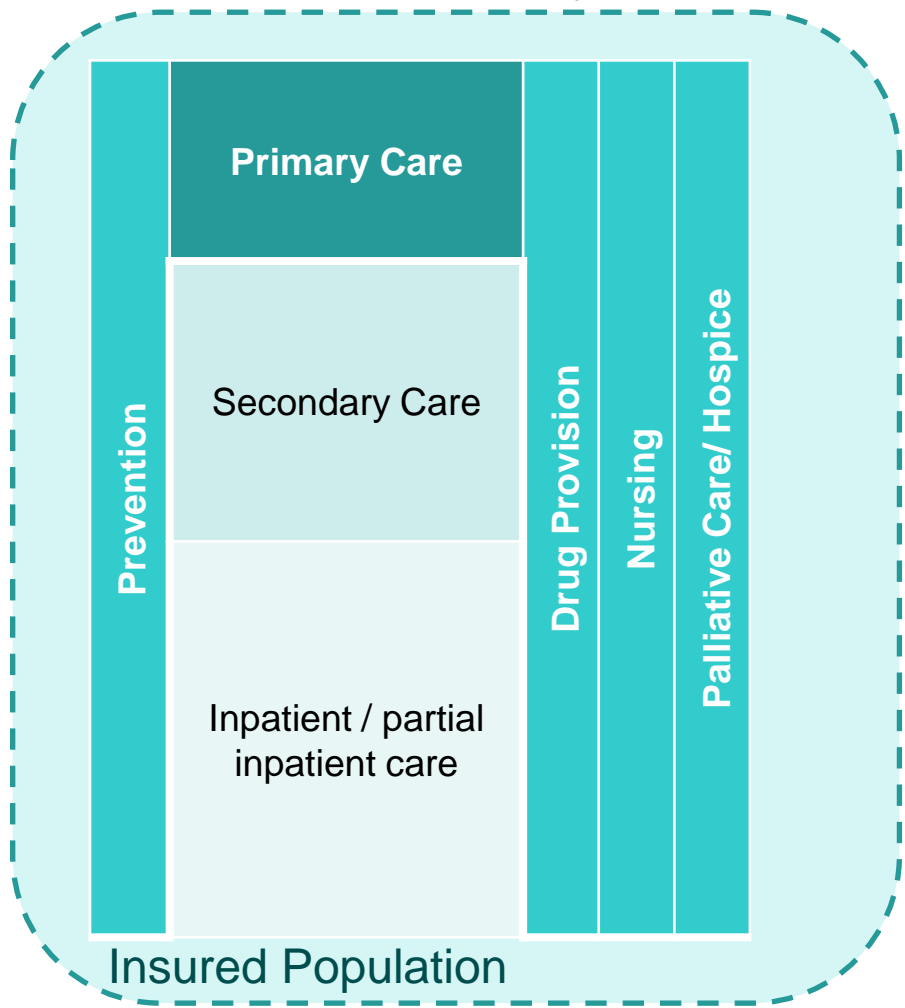 Primary Care
Secondary Care
Inpatient / partial
inpatient care
Prevention
Drug Provision
Nursing
Palliative Care/ Hospice
Insured Population